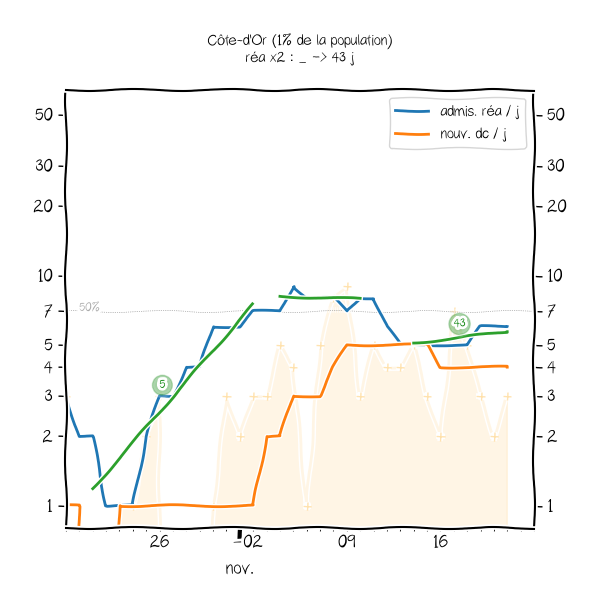 Côte-d'Or (1% de la population)
réa x2 : _ -> 43 j
admis. réa / j
nouv. dc / j
50 50
30 30
20 20
10 10
7 7
50%
5 5
4 4
3 3
2 2
1 1
5
43
26 02 09 16
nov.